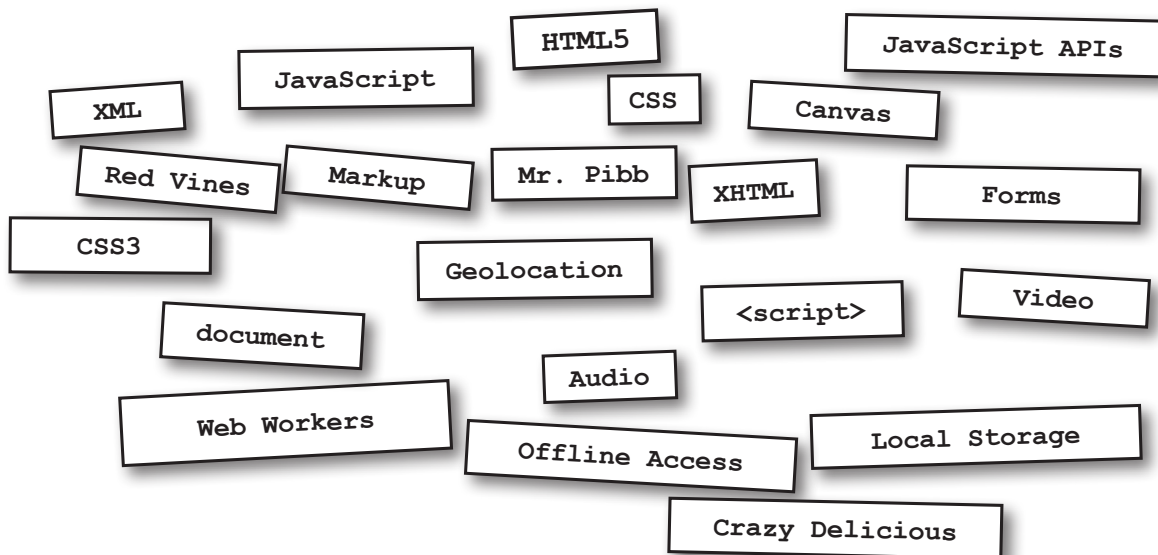 HTML5
JavaScript APIs
JavaScript
CSS
XML
Canvas
Red Vines
Markup
Mr. Pibb
XHTML
Forms
CSS3
Geolocation
<script>
Video
document
Audio
Web Workers
Offline Access
Local Storage
Crazy Delicious